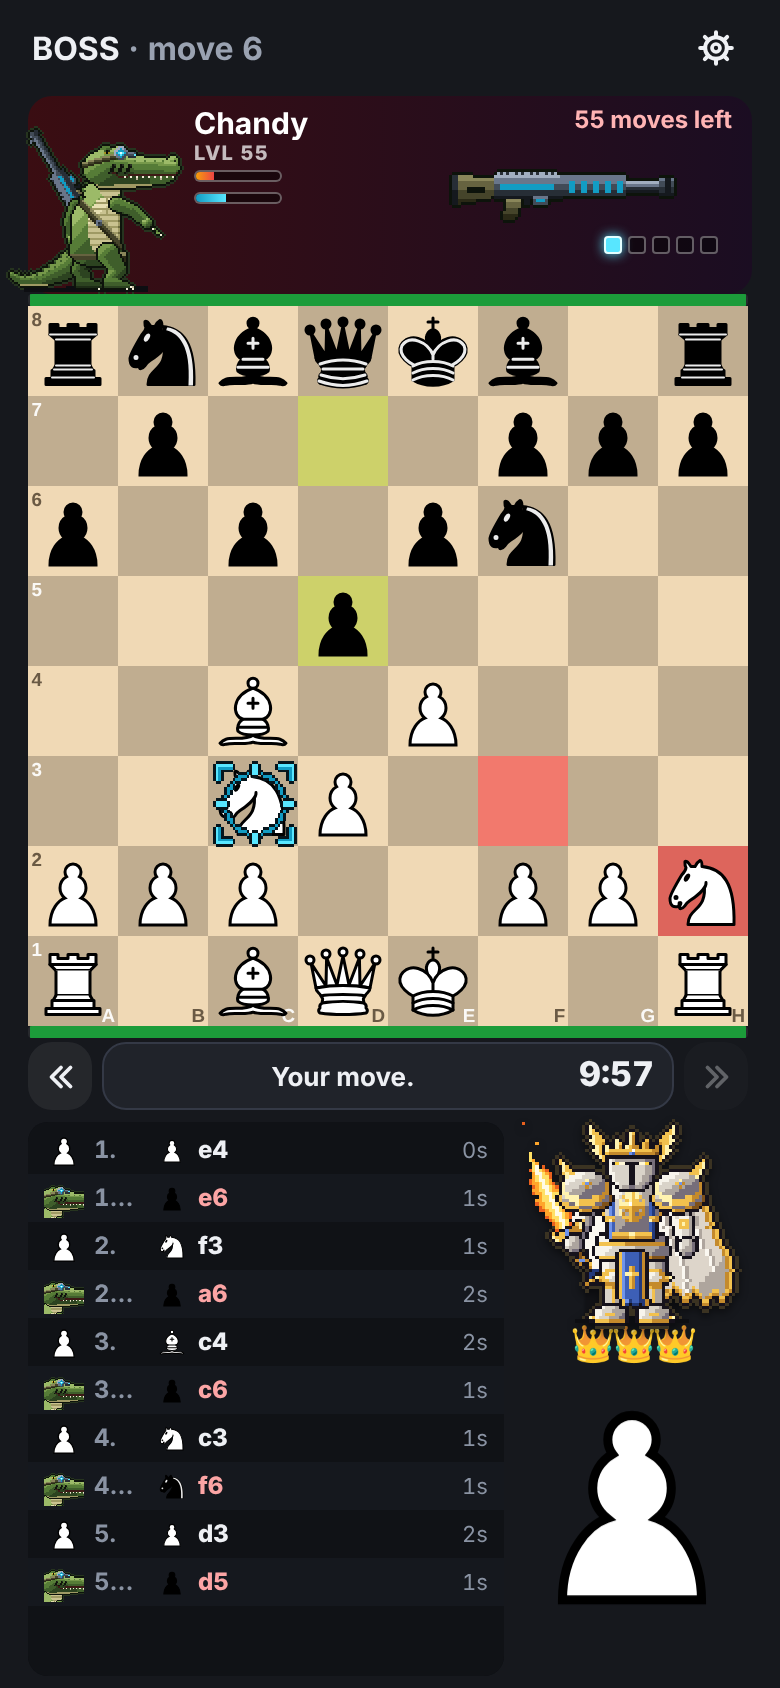 BOSS · move 6
Chandy
LVL 55
55 moves left
8
7
6
5
4
3
2
1
A B C D E F G H
Your move. 9:57
1. e4 0s
1... e6 1s
2. f3 1s
2... a6 2s
3. c4 2s
3... c6 1s
4. c3 1s
4... f6 1s
5. d3 2s
5... d5 1s